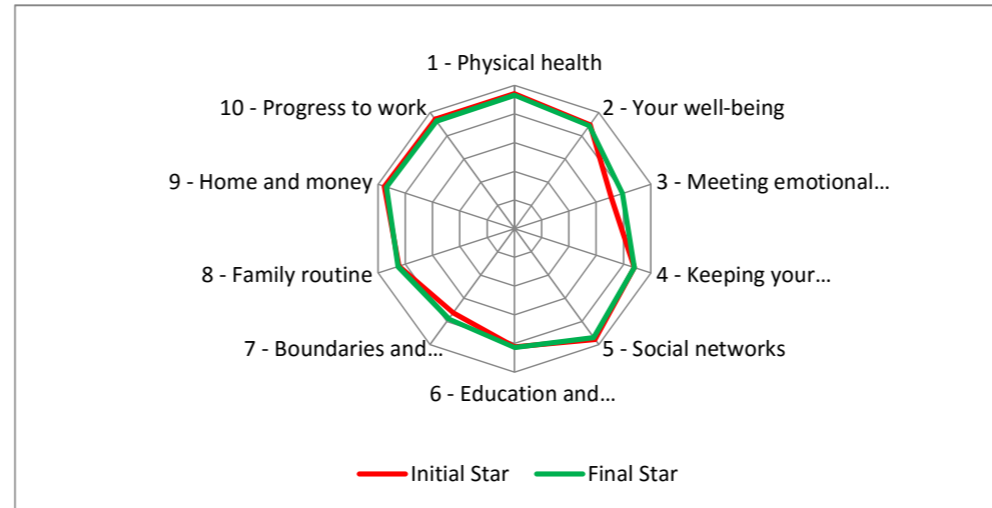 1 - Physical health
2 - Your well-being
3 - Meeting emotional...
4 - Keeping your...
5 - Social networks
6 - Education and...
7 - Boundaries and...
8 - Family routine
9 - Home and money
10 - Progress to work
Initial Star
Final Star